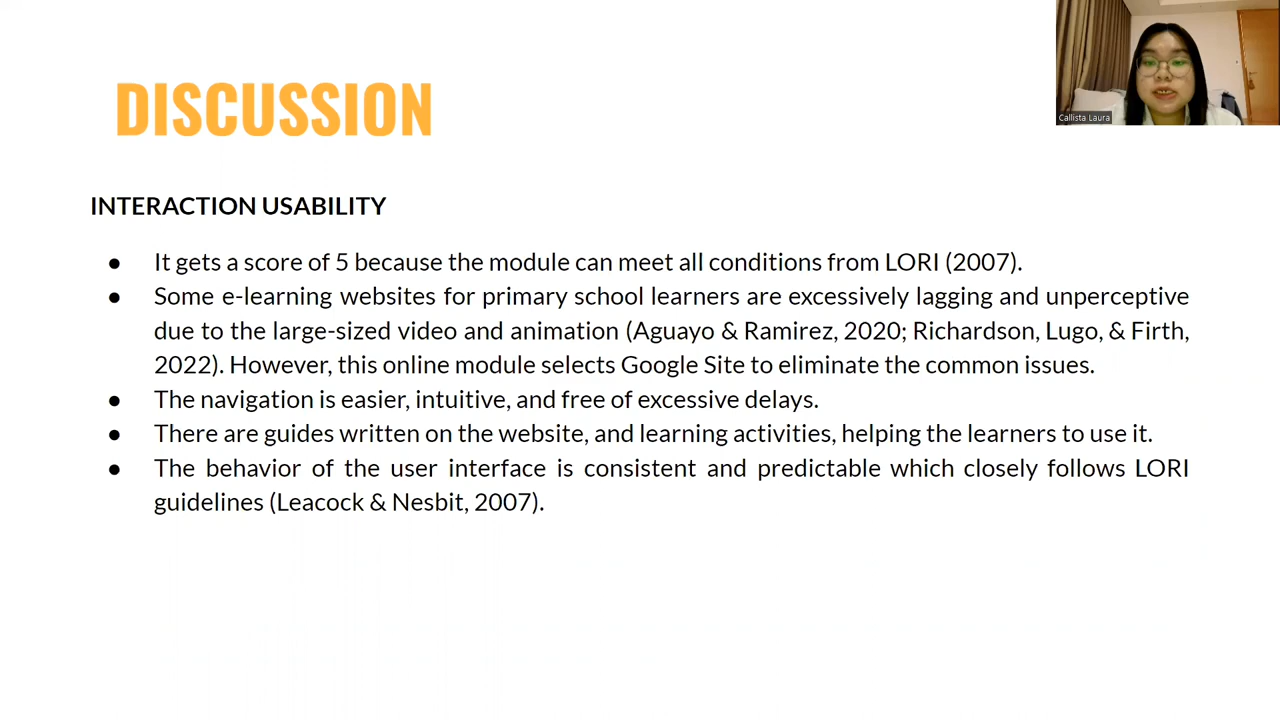 DISCUSSION
Callista Laura
INTERACTION USABILITY
● It gets a score of 5 because the module can meet all conditions from LORI (2007).
● Some e-learning websites for primary school learners are excessively lagging and unperceptive
due to the large-sized video and animation (Aguayo & Ramirez, 2020; Richardson, Lugo, & Firth,
2022). However, this online module selects Google Site to eliminate the common issues.
● The navigation is easier, intuitive, and free of excessive delays.
● There are guides written on the website, and learning activities, helping the learners to use it.
● The behavior of the user interface is consistent and predictable which closely follows LORI
guidelines (Leacock & Nesbit, 2007).